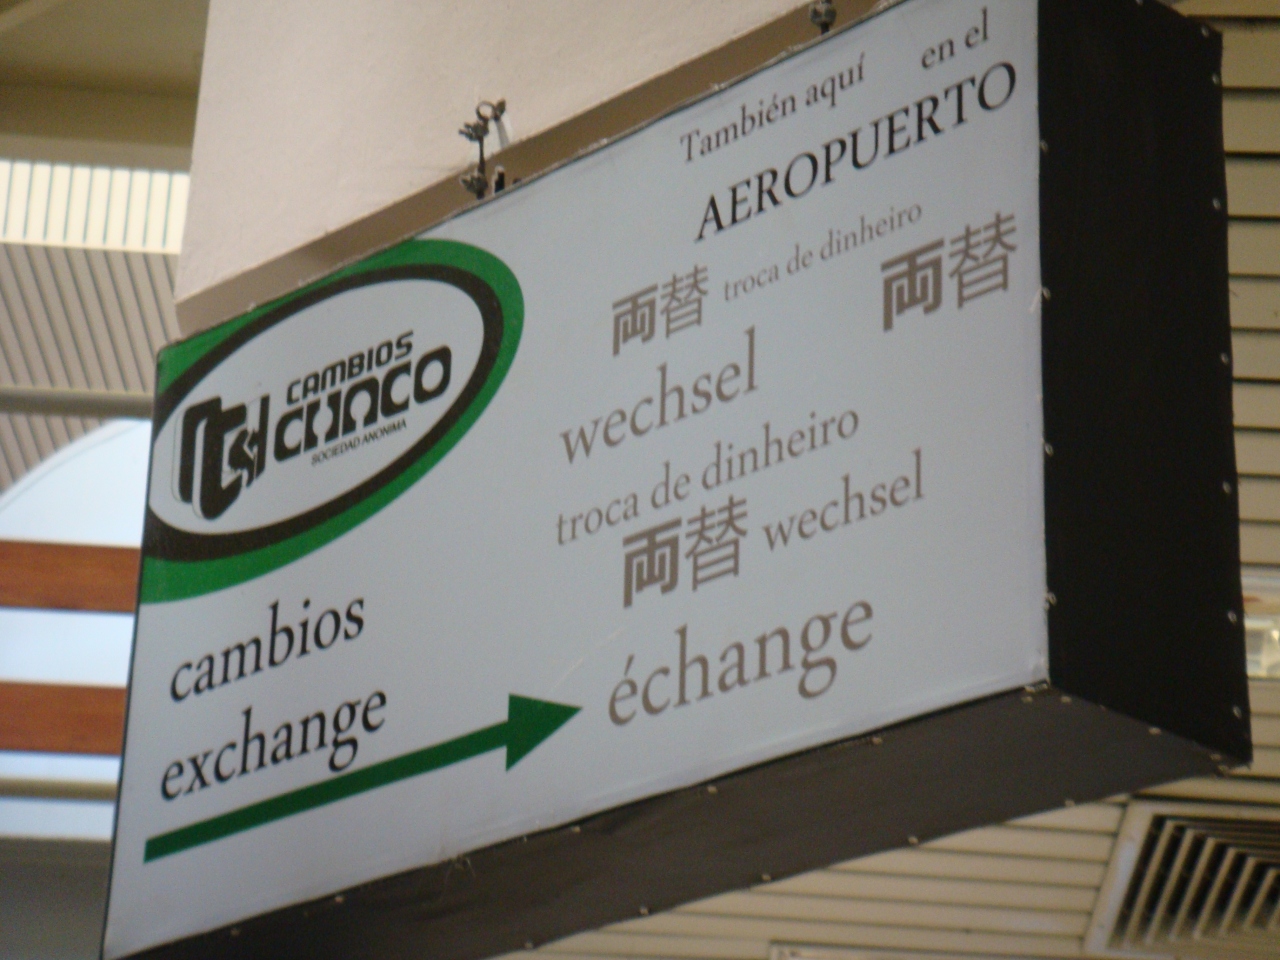 También aquí en el
AEROPUERTO
両替 troca de dinheiro 両替
wechsel
troca de dinheiro
両替 wechsel
échange
CAMBIOS
CUNCO
SOCIEDAD ANONIMA
cambios
exchange